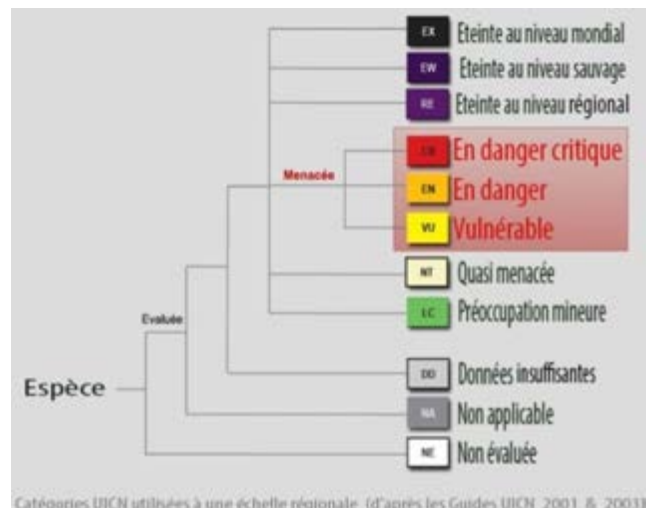 EX Eteinte au niveau mondial
EW Eteinte au niveau sauvage
RE Eteinte au niveau régional
CR En danger critique
Menacée
EN En danger
VU Vulnérable
NT Quasi menacée
LC Préoccupation mineure
Evaluée
DD Données insuffisantes
Espèce
NA Non applicable
NE Non évaluée
Catégories UICN utilisées à une échelle régionale (d'après les Guides UICN 2001 & 2003)